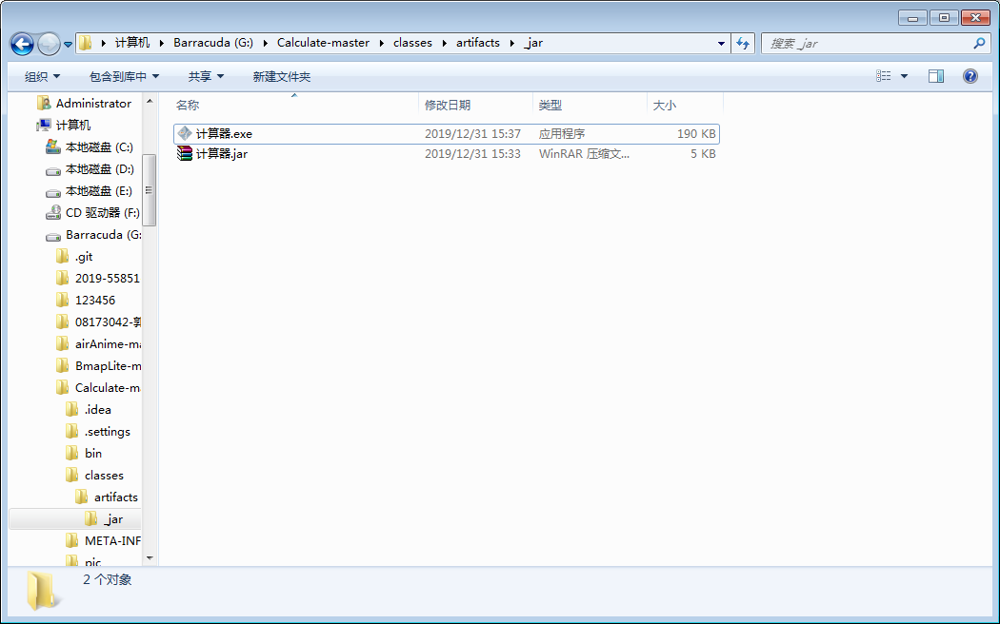 计算机 Barracuda (G:) Calculate-master classes artifacts _jar 搜索 _jar
组织 包含到库中 共享 新建文件夹
Administrator
计算机
本地磁盘 (C:)
本地磁盘 (D:)
本地磁盘 (E:)
CD 驱动器 (F:)
Barracuda (G:
.git
2019-55851
123456
08173042-郭
airAnime-ma
BmapLite-m
Calculate-m
.idea
.settings
bin
classes
artifacts
_jar
META-INF
pic
名称 修改日期 类型 大小
计算器.exe 2019/12/31 15:37 应用程序 190 KB
计算器.jar 2019/12/31 15:33 WinRAR 压缩文... 5 KB
2 个对象